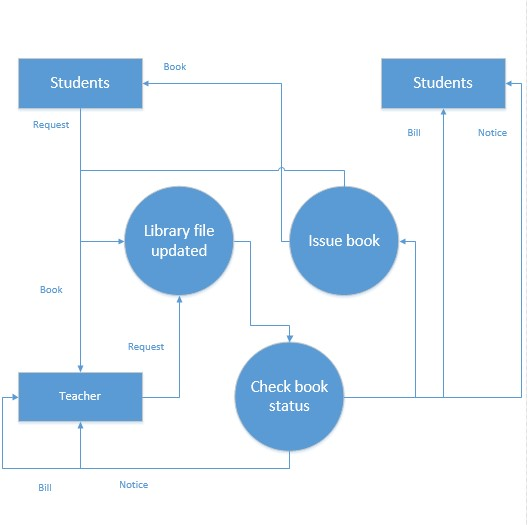 Book
Students
Students
Request
Bill
Notice
Library file
updated
Issue book
Book
Request
Teacher
Check book
status
Bill
Notice